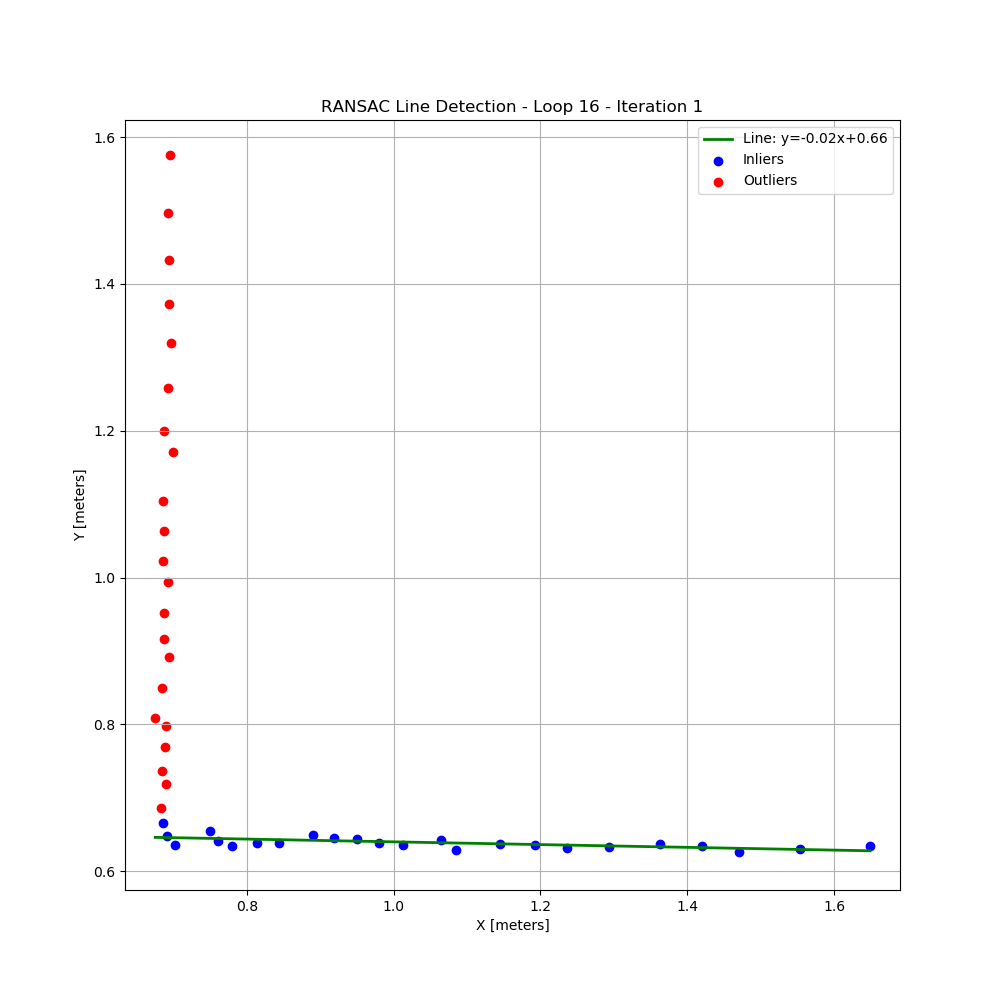 RANSAC Line Detection - Loop 16 - Iteration 1
Line: y=-0.02x+0.66
Inliers
Outliers
1.6
1.4
1.2
1.0
0.8
0.6
Y [meters]
0.8 1.0 1.2 1.4 1.6
X [meters]